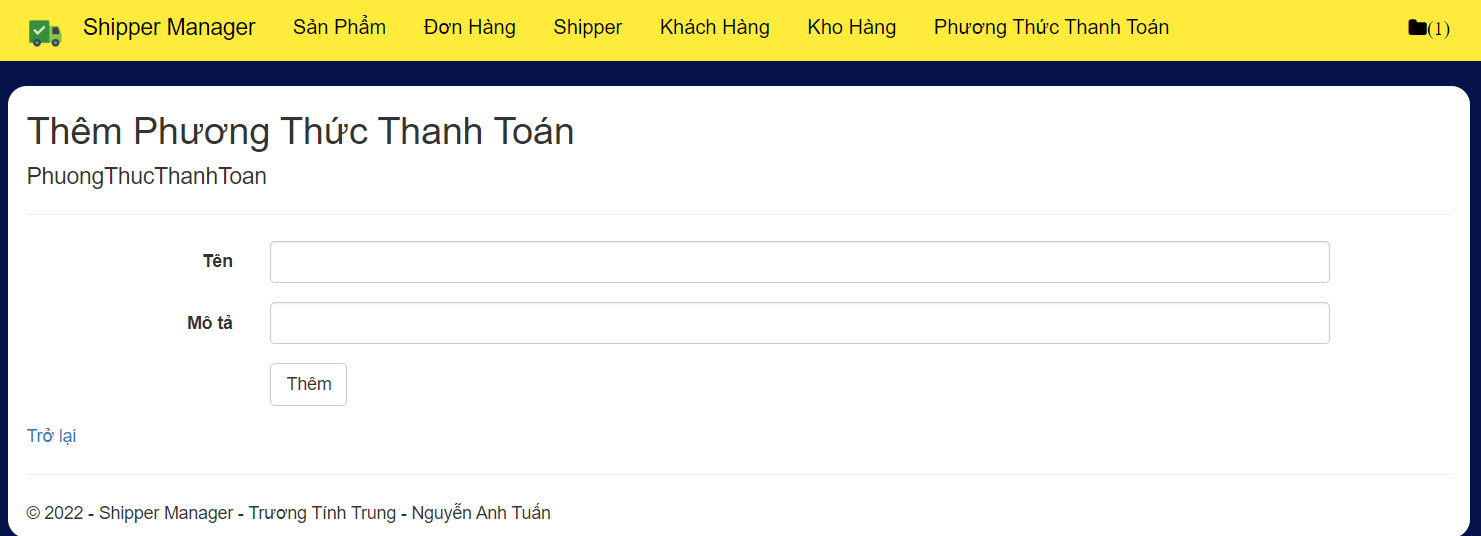 Shipper Manager Sản Phẩm Đơn Hàng Shipper Khách Hàng Kho Hàng Phương Thức Thanh Toán (1)
Thêm Phương Thức Thanh Toán
PhuongThucThanhToan
Tên
Mô tả
Thêm
Trở lại
© 2022 - Shipper Manager - Trương Tính Trung - Nguyễn Anh Tuấn